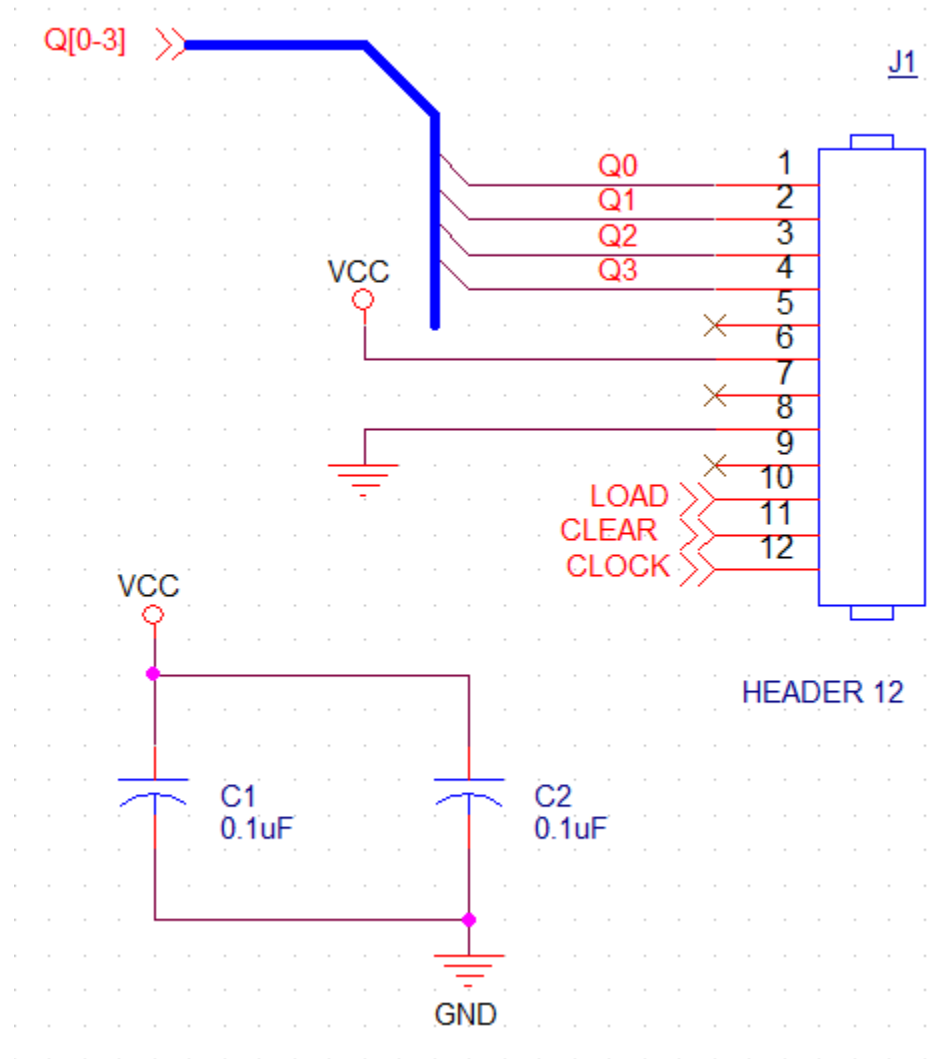 Q[0-3]
J1
Q0 1
Q1 2
Q2 3
Q3 4
VCC
5
6
7
8
9
LOAD 10
CLEAR 11
CLOCK 12
VCC
HEADER 12
C1
0.1uF
C2
0.1uF
GND